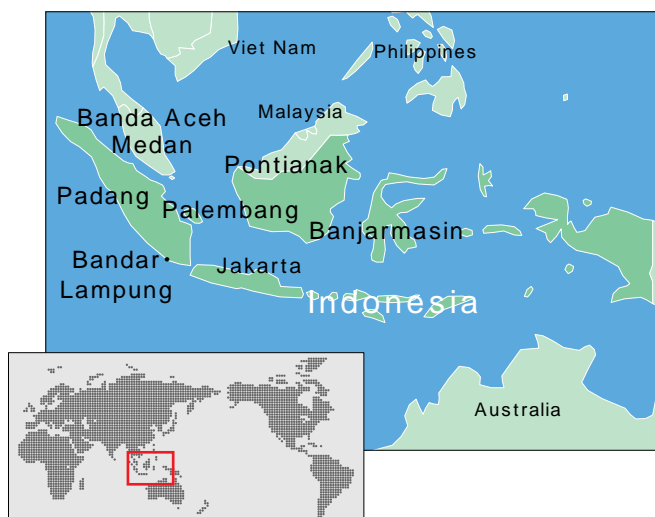 Viet Nam
Philippines
Banda Aceh
Malaysia
Medan
Pontianak
Padang
Palembang
Banjarmasin
Bandar
Lampung
Jakarta
Indonesia
Australia